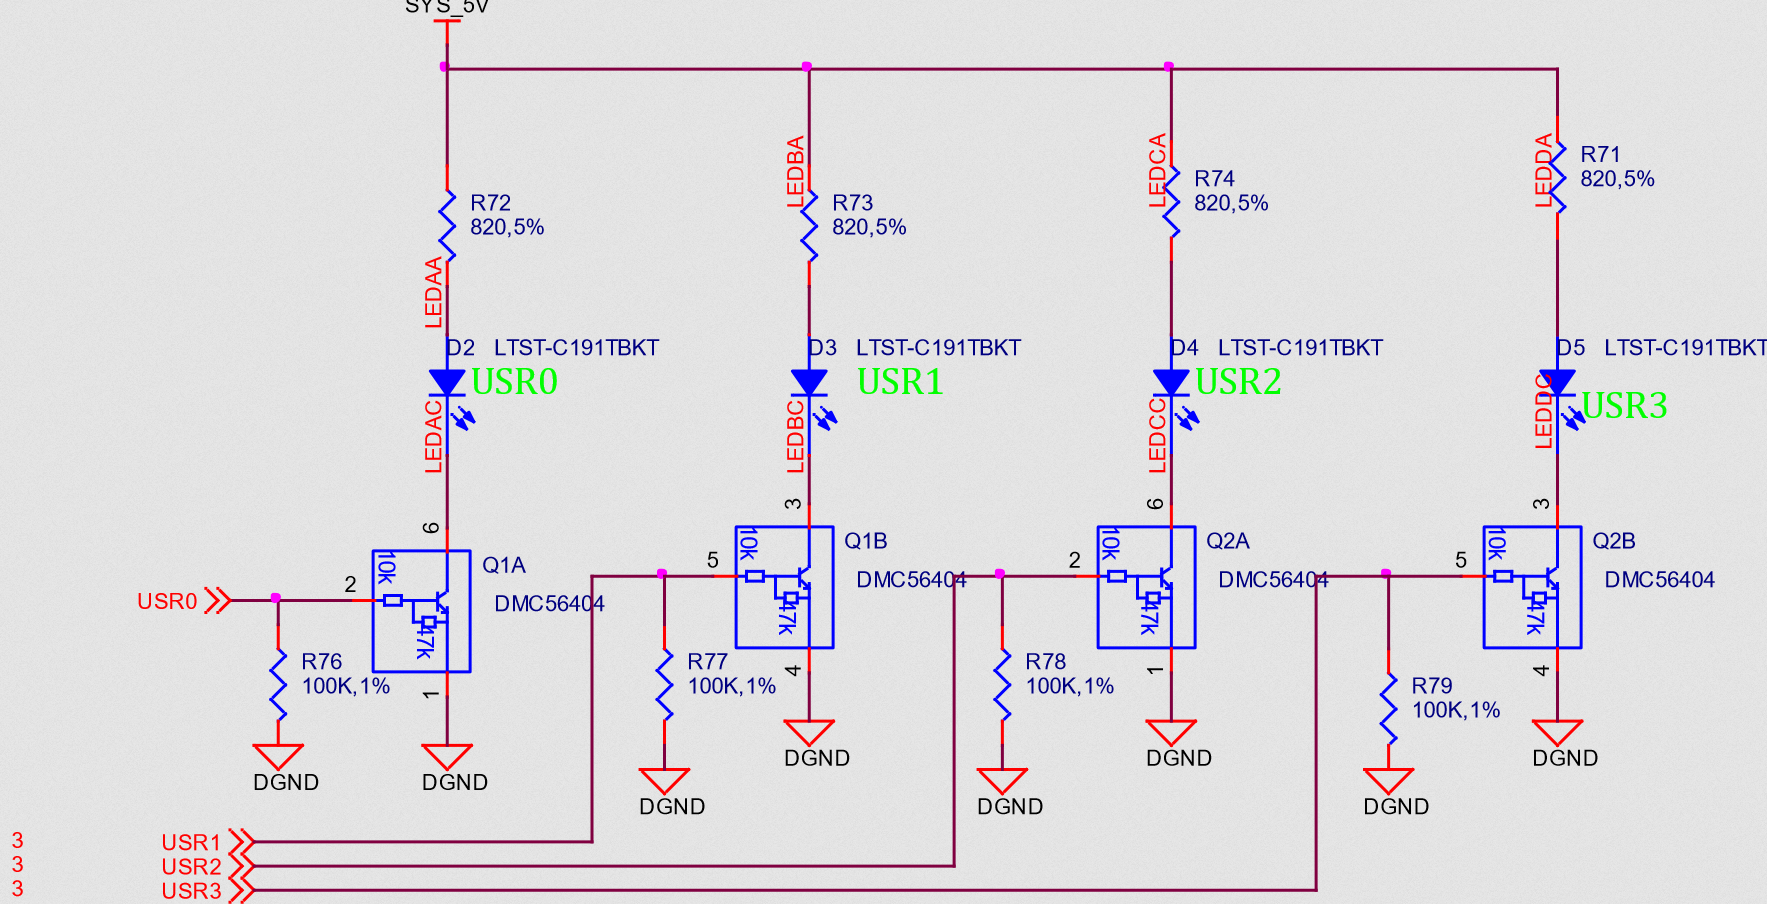 SYS_5V
LEDBA
LEDCA
LEDDA
R71
820,5%
R74
820,5%
R72
820,5%
R73
820,5%
LEDAA
D2 LTST-C191TBKT
USR0
D3 LTST-C191TBKT
USR1
D4 LTST-C191TBKT
USR2
D5 LTST-C191TBKT
USR3
LEDAC
LEDBC
LEDCC
LEDDC
6
3
6
3
10K
Q1A
2
DMC56404
47K
1
10K
Q1B
5
DMC56404
47K
4
10K
Q2A
2
DMC56404
47K
1
10K
Q2B
5
DMC56404
47K
4
USR0
R76
100K,1%
R77
100K,1%
R78
100K,1%
R79
100K,1%
DGND
DGND
DGND
DGND
DGND
DGND
DGND
DGND
3 USR1
3 USR2
3 USR3